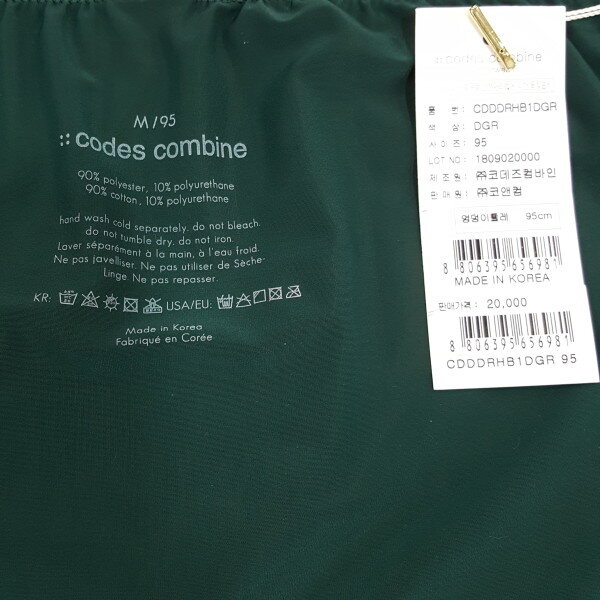 M/95
codes combine
90% polyester, 10% polyurethane
90% cotton, 10% polyurethane
hand wash cold separately. do not bleach.
do not tumble dry. do not iron.
Laver séparément à la main, à l'eau froid.
Ne pas javelliser. Ne pas utiliser de Sèche-
Linge. Ne pas repasser.
KR: USA/EU:
Made in Korea
Fabriqué en Corée
codes combine
품 번: CDDDRHB1DGR
색 상: DGR
사 이 즈: 95
LOT NO: 1809020000
제 조 원: ㈜코데즈컴바인
판 매 원: ㈜코앤컴
엉덩이둘레 95cm
8 806395 656981
MADE IN KOREA
판매가격: 20,000
8 806395 656981
CDDDRHB1DGR 95